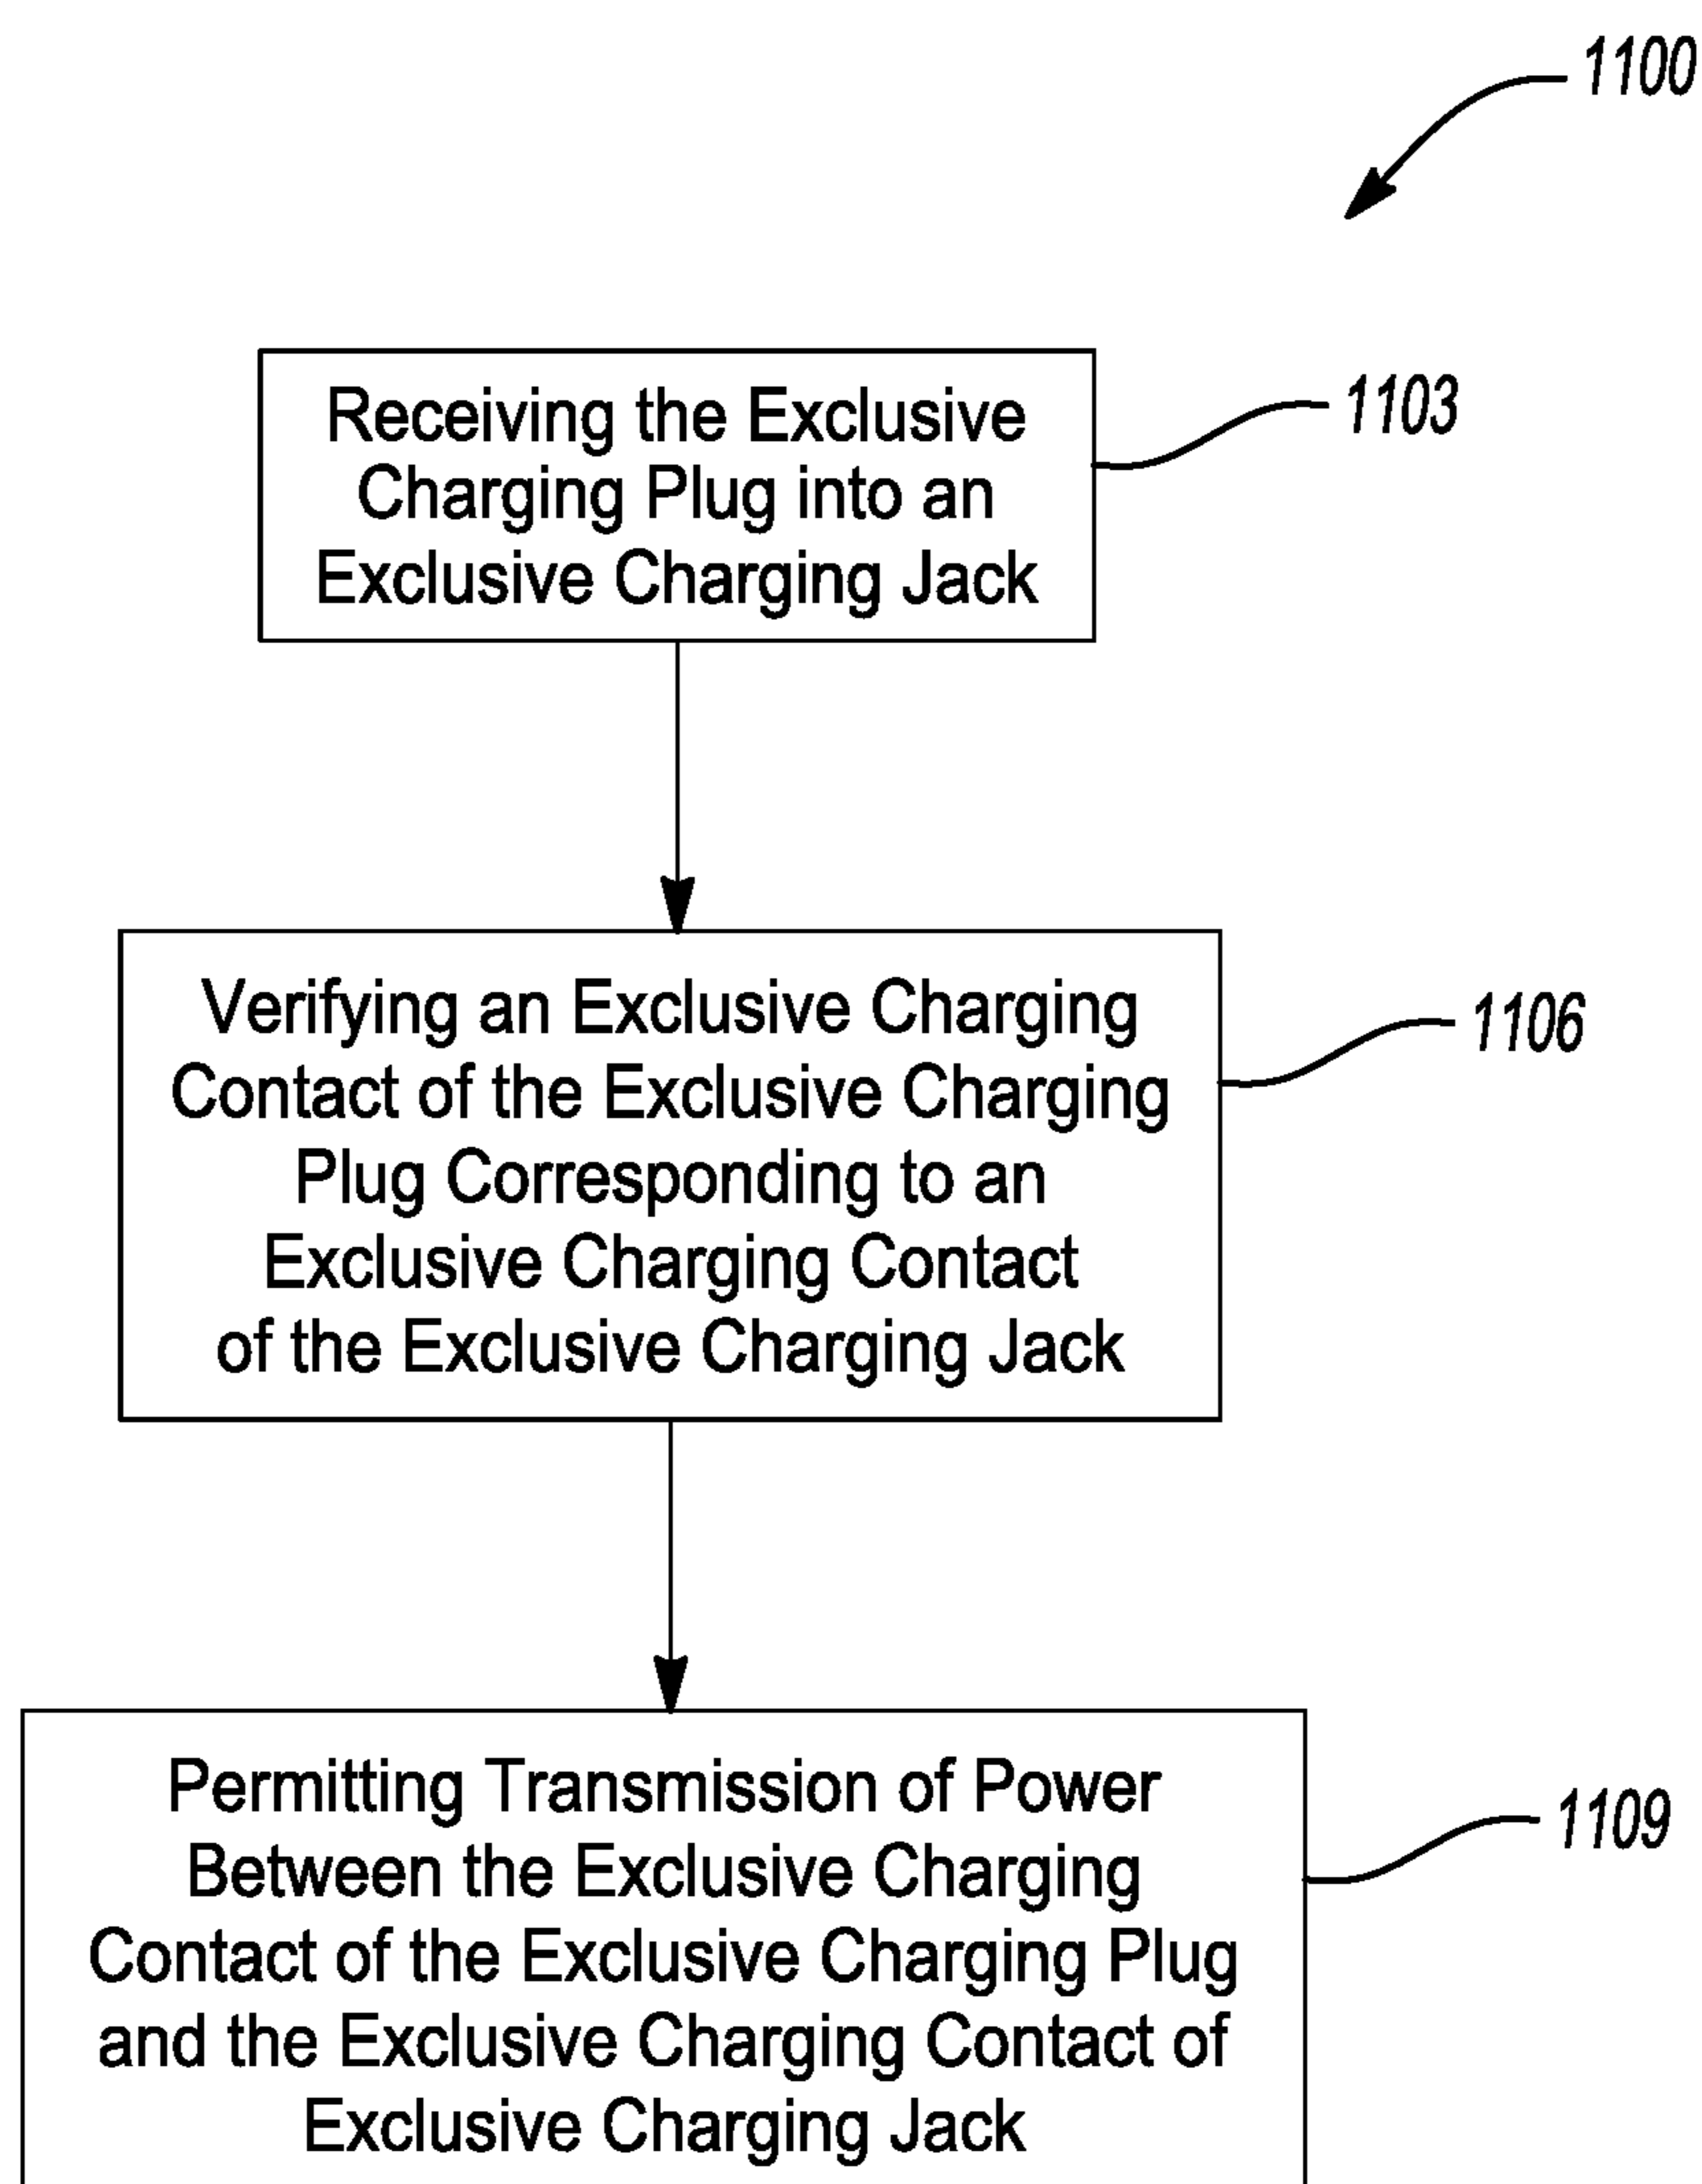 1100
Receiving the Exclusive
Charging Plug into an
Exclusive Charging Jack
1103
Verifying an Exclusive Charging
Contact of the Exclusive Charging
Plug Corresponding to an
Exclusive Charging Contact
of the Exclusive Charging Jack
1106
Permitting Transmission of Power
Between the Exclusive Charging
Contact of the Exclusive Charging Plug
and the Exclusive Charging Contact of
Exclusive Charging Jack
1109